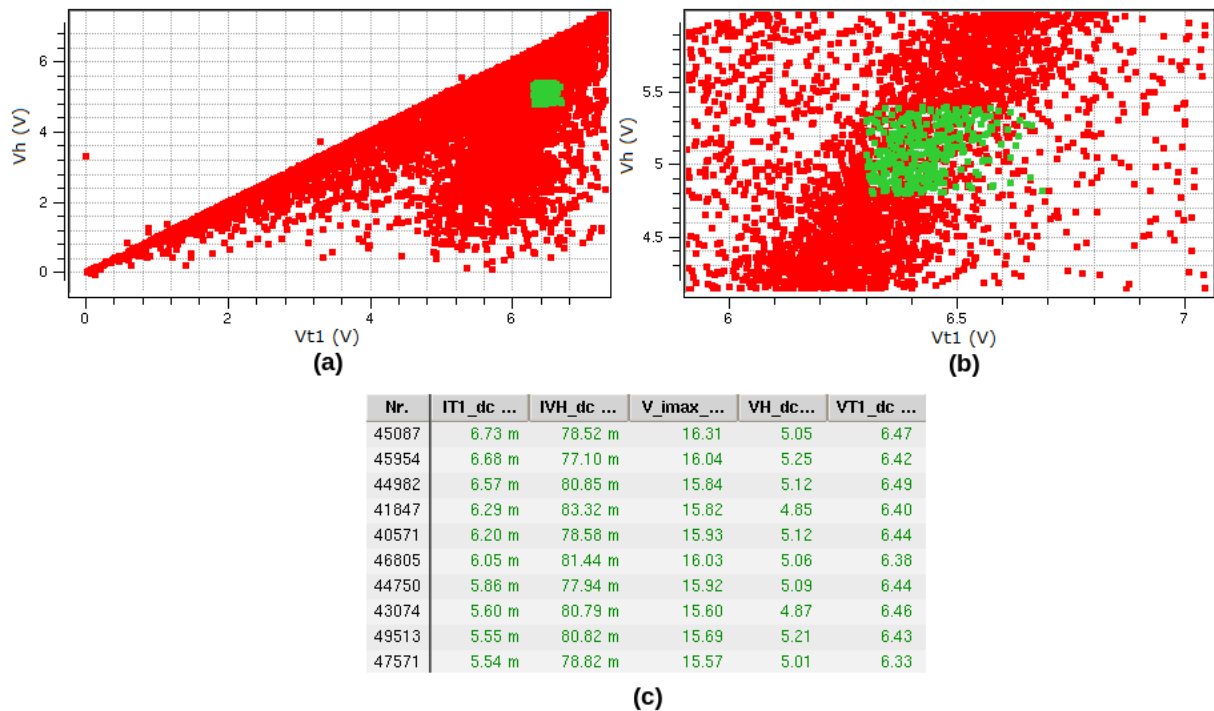 6
4
2
0
Vh (V)
0 2 4 6
Vt1 (V)
(a)
5.5
5
4.5
Vh (V)
6 6.5 7
Vt1 (V)
(b)
Nr. IT1_dc ... IVH_dc ... V_imax_... VH_dc... VT1_dc ...
45087 6.73 m 78.52 m 16.31 5.05 6.47
45954 6.68 m 77.10 m 16.04 5.25 6.42
44982 6.57 m 80.85 m 15.84 5.12 6.49
41847 6.29 m 83.32 m 15.82 4.85 6.40
40571 6.20 m 78.58 m 15.93 5.12 6.44
46805 6.05 m 81.44 m 16.03 5.06 6.38
44750 5.86 m 77.94 m 15.92 5.09 6.44
43074 5.60 m 80.79 m 15.60 4.87 6.46
49513 5.55 m 80.82 m 15.69 5.21 6.43
47571 5.54 m 78.82 m 15.57 5.01 6.33
(c)